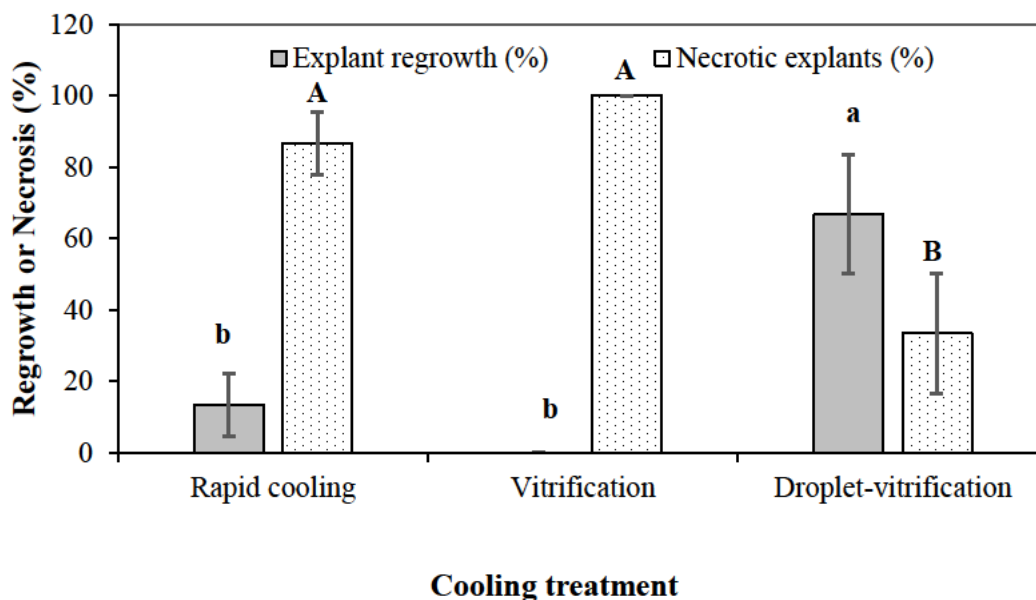 Regrowth or Necrosis (%)
120
100
80
60
40
20
0
Explant regrowth (%)
Necrotic explants (%)
b
A
b
A
a
B
Rapid cooling
Vitrification
Droplet-vitrification
Cooling treatment